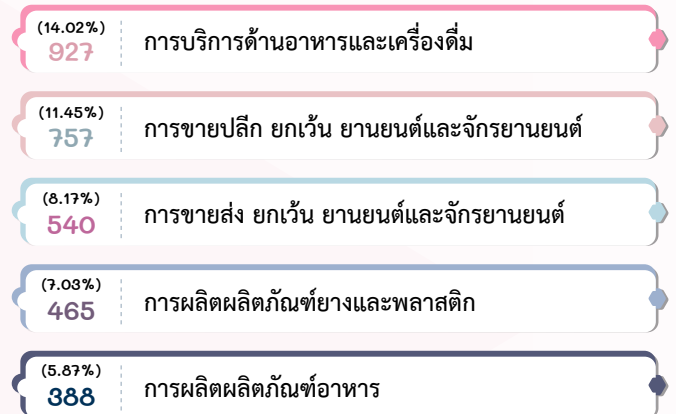 (14.02%)
927
การบริการด้านอาหารและเครื่องดื่ม
(11.45%)
757
การขายปลีก ยกเว้น ยานยนต์และจักรยานยนต์
(8.17%)
540
การขายส่ง ยกเว้น ยานยนต์และจักรยานยนต์
(7.03%)
465
การผลิตผลิตภัณฑ์ยางและพลาสติก
(5.87%)
388
การผลิตผลิตภัณฑ์อาหาร